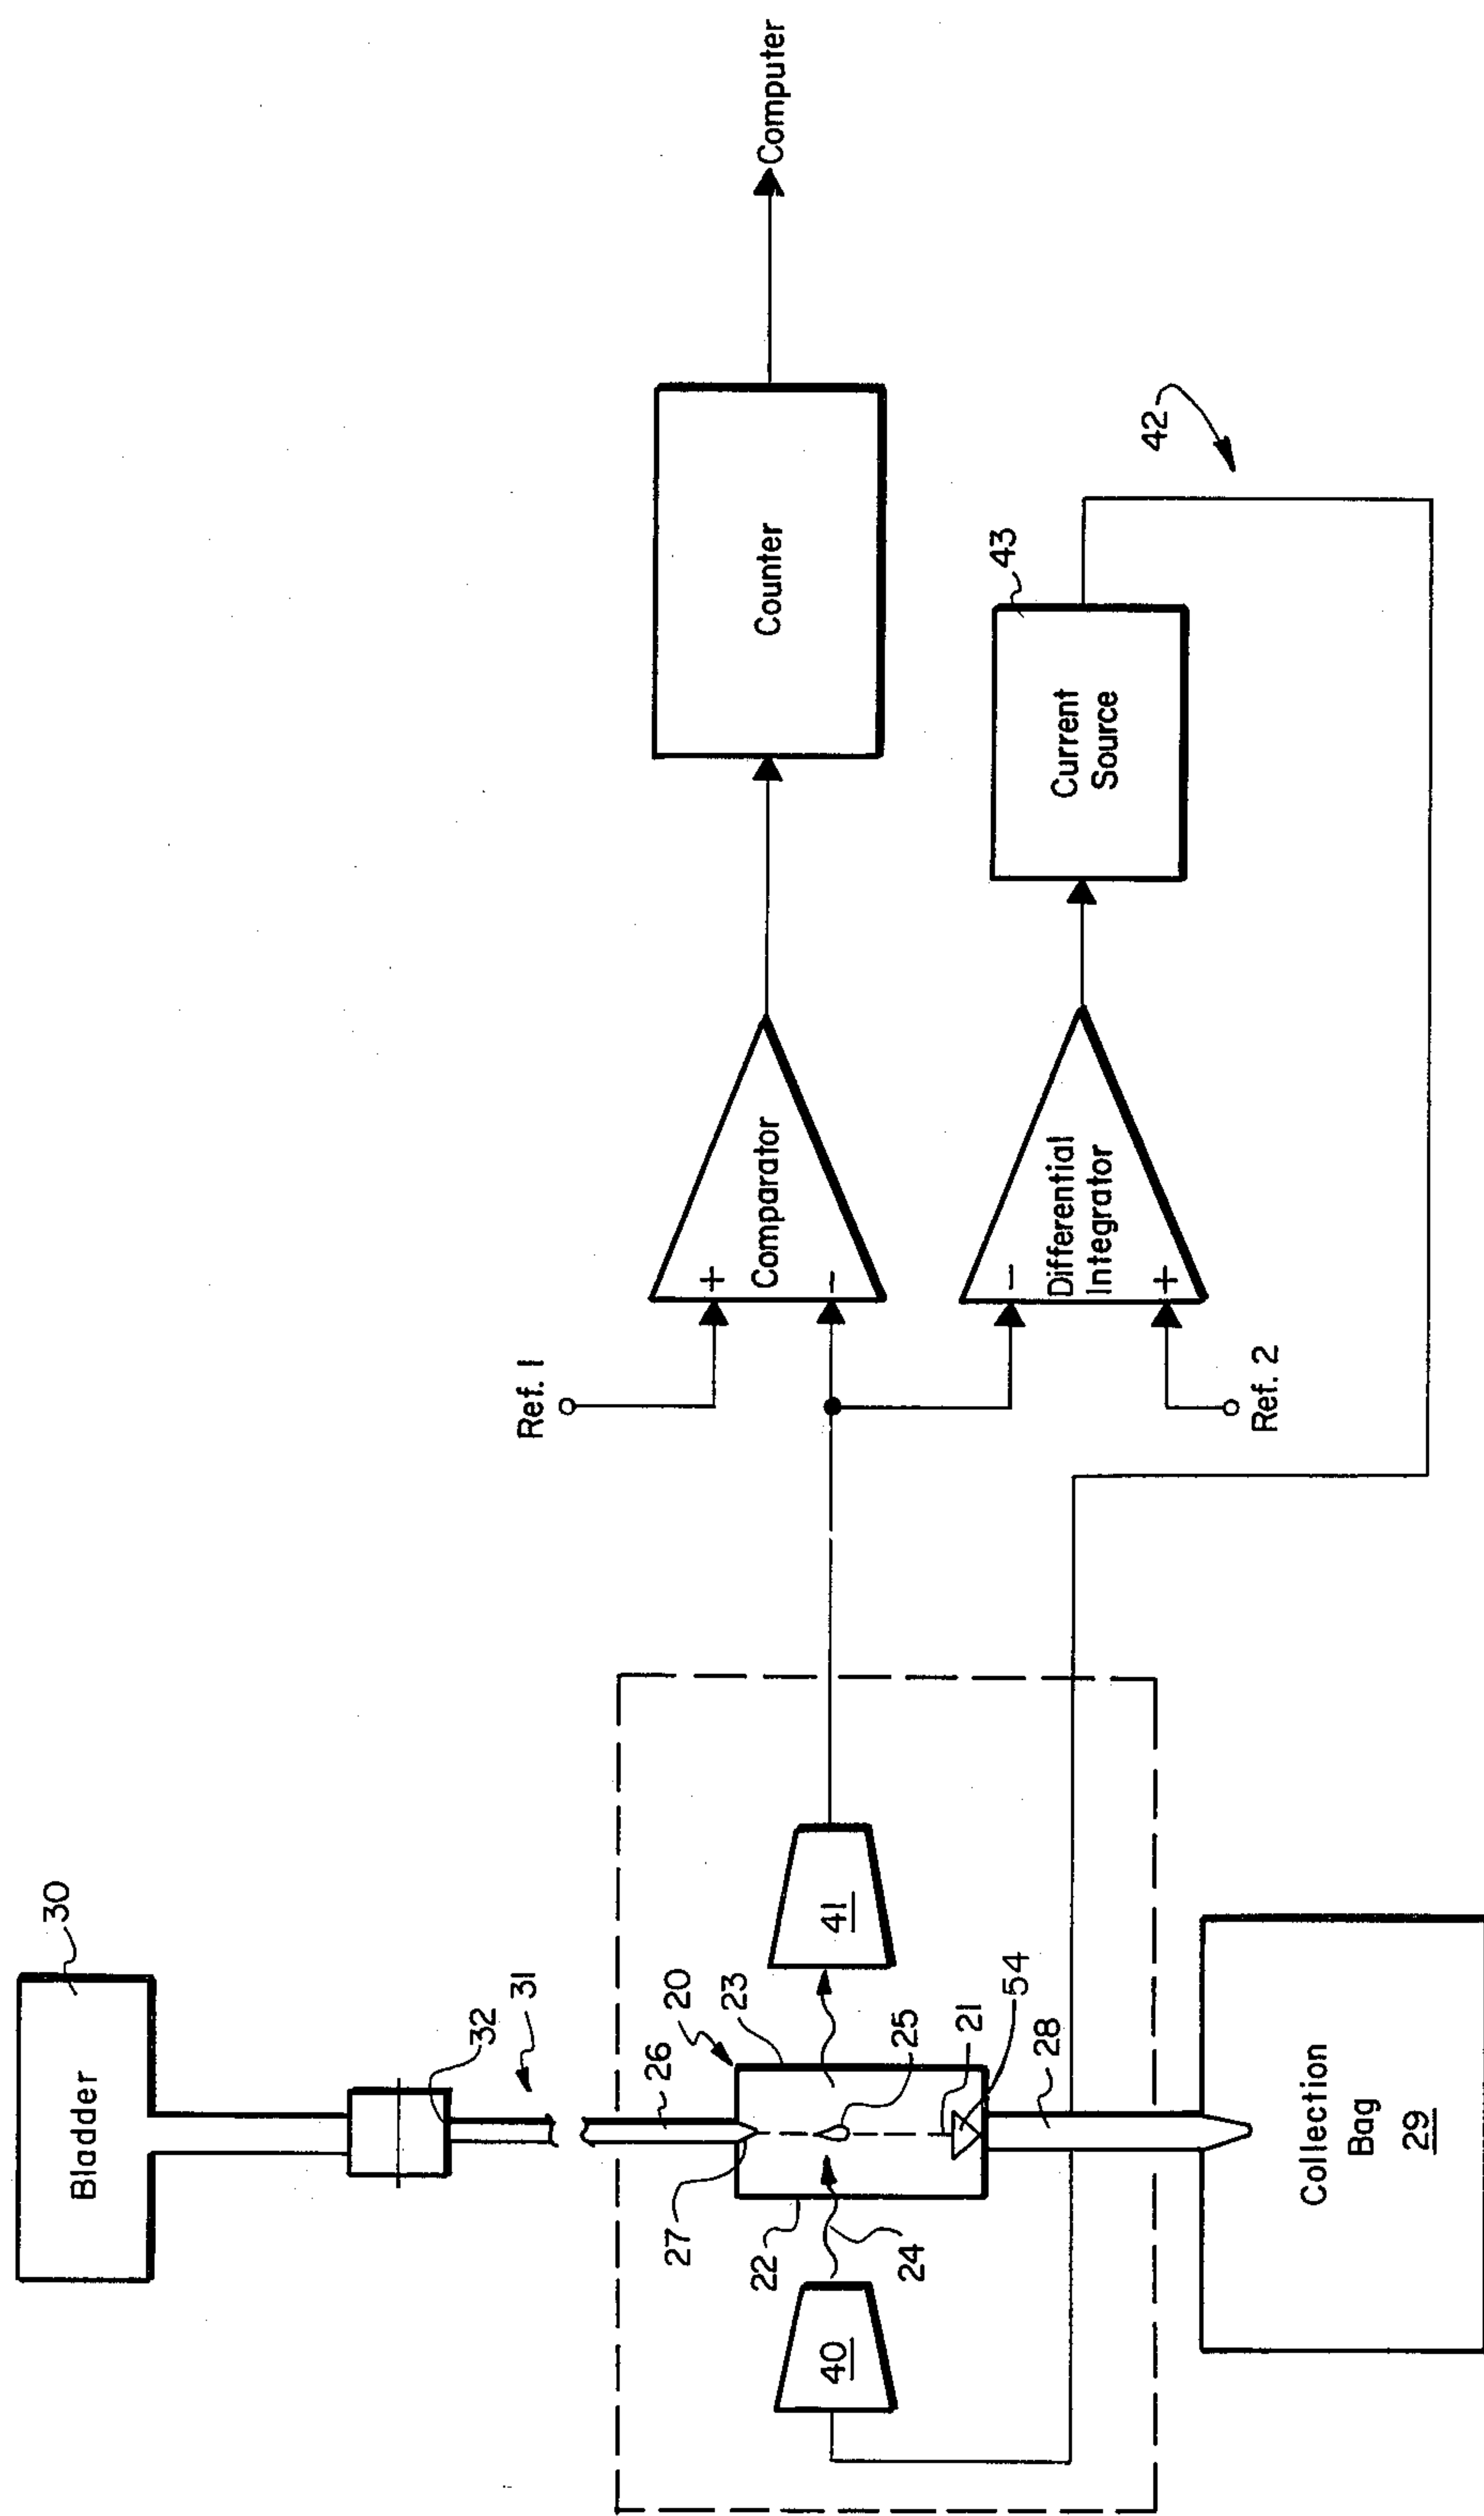 Bladder
30
32
31
26
27
20
23
22
24
25
21
54
28
40
41
Collection
Bag
29
Ref. 1
+
Comparator
-
-
Differential
Integrator
+
Ref. 2
Counter
Computer
Current
Source
43
42